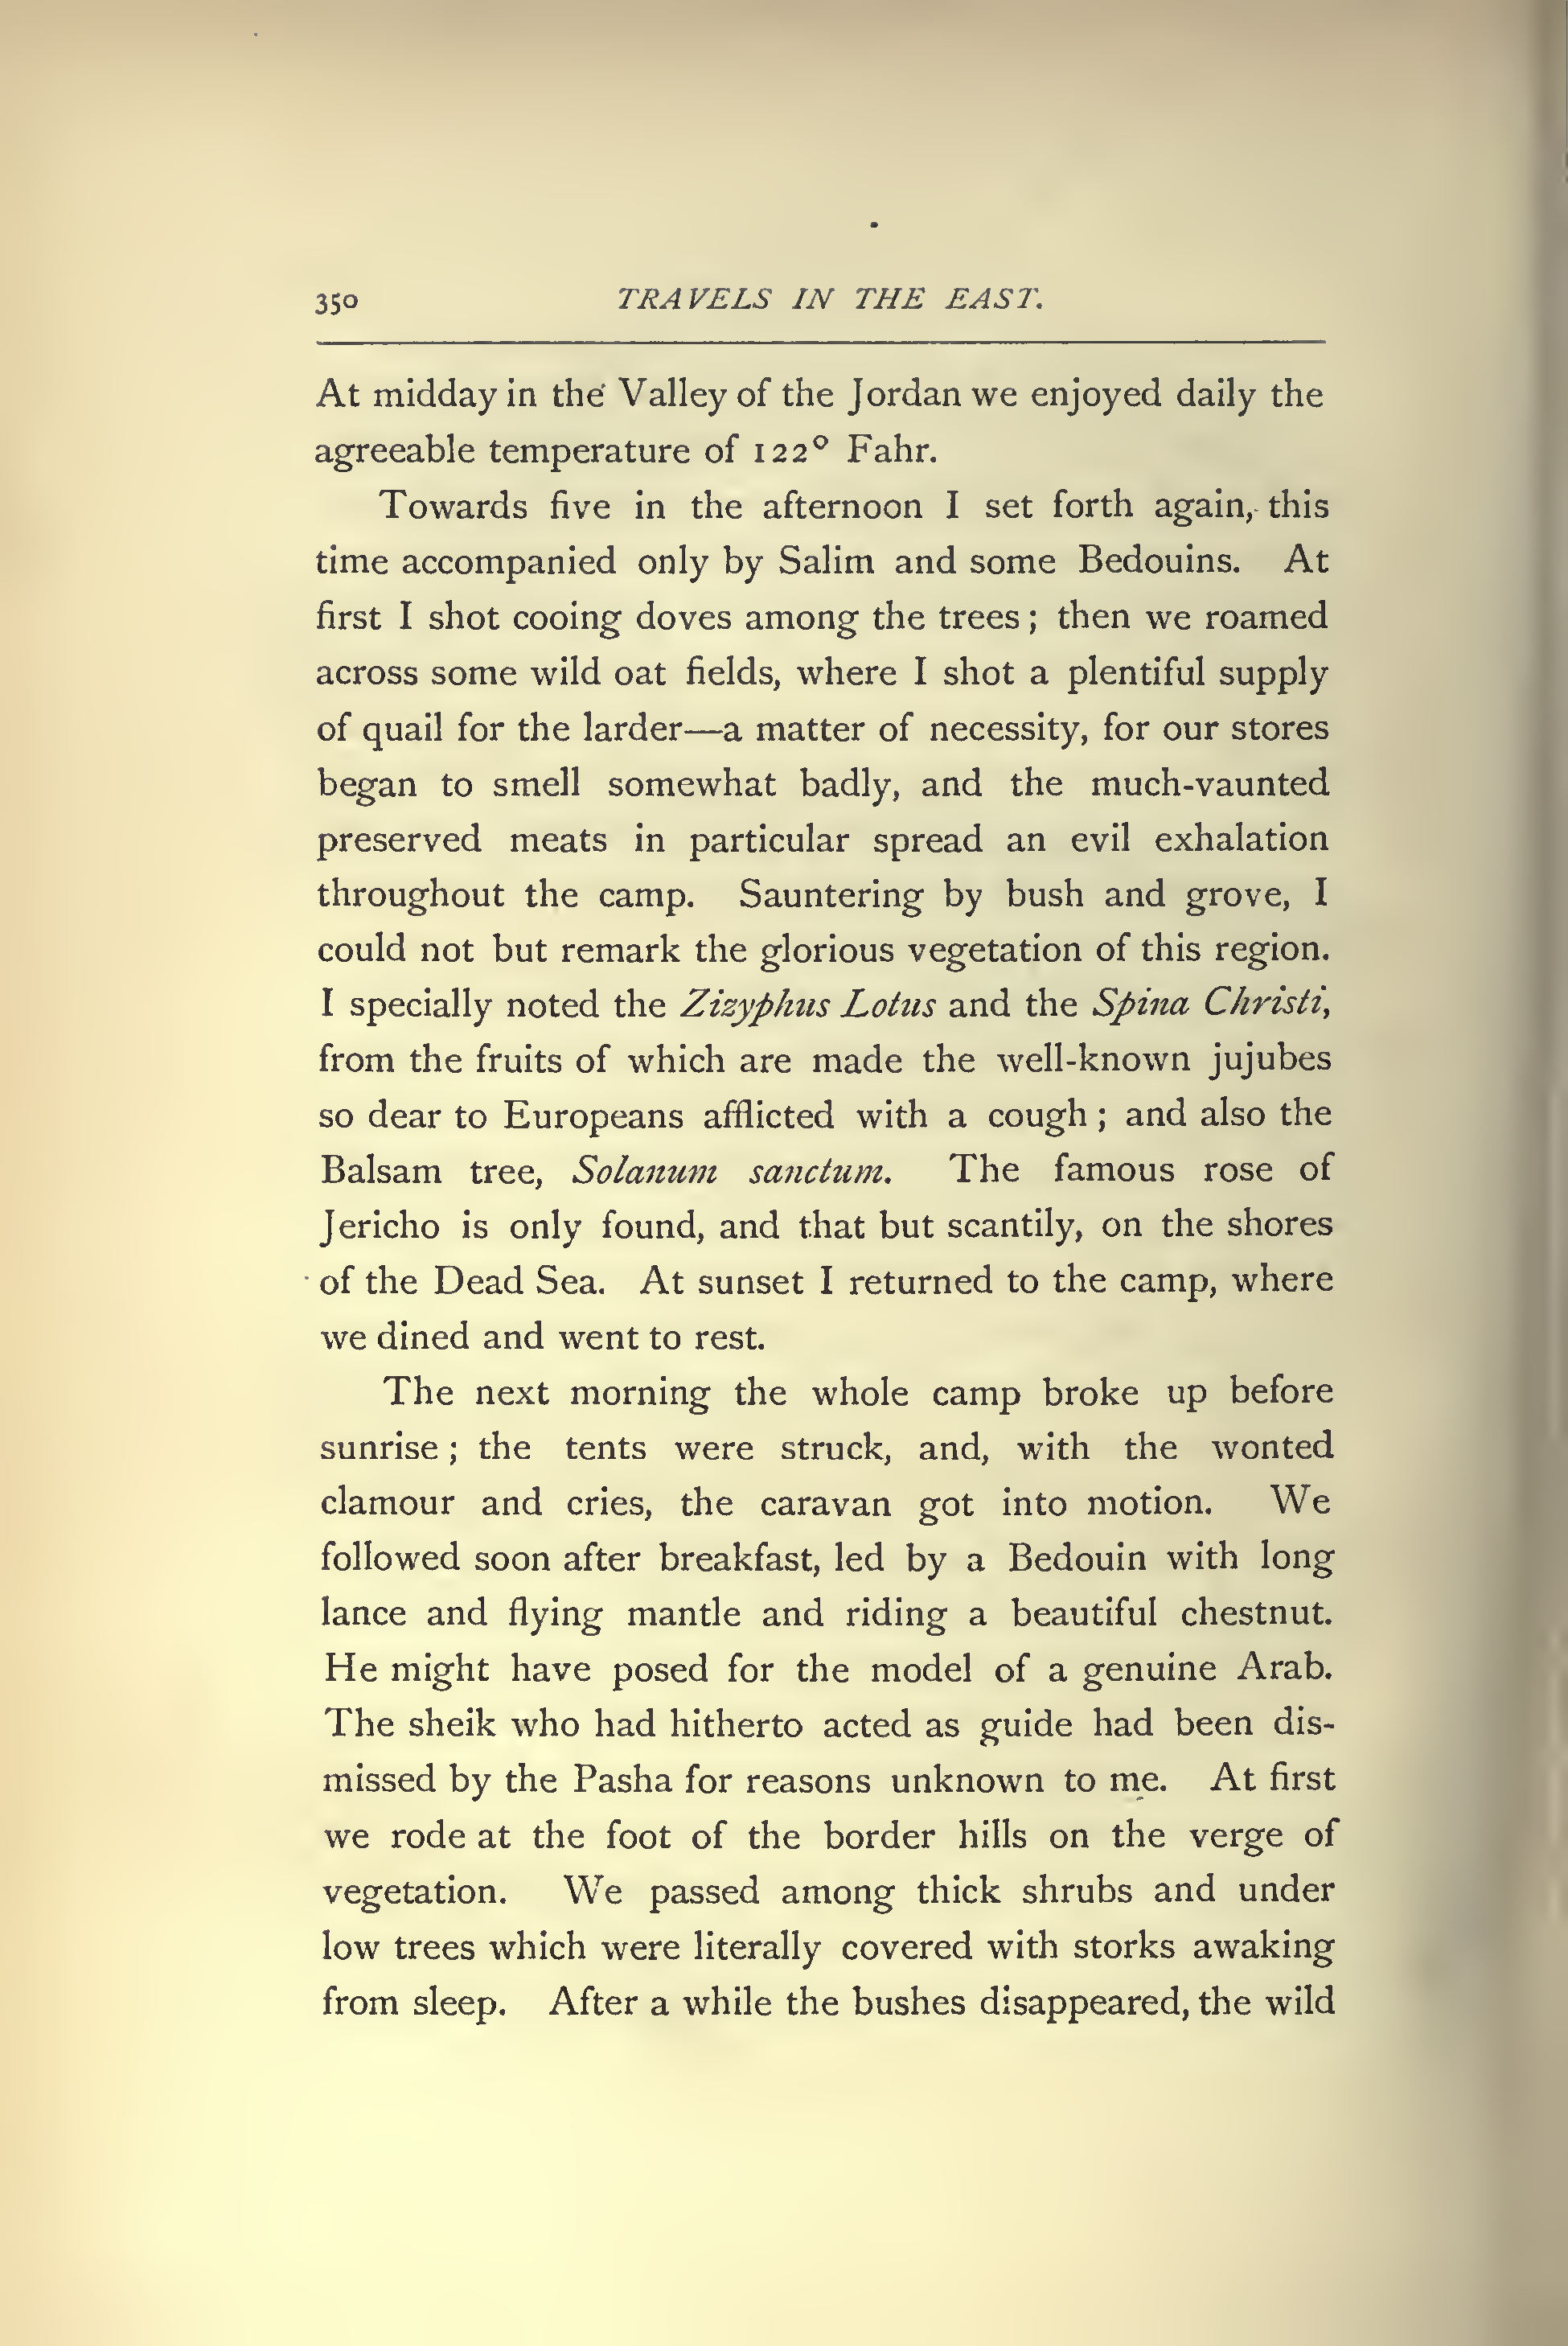 350 TRAVELS IN THE EAST.
At midday in the Valley of the Jordan we enjoyed daily the
agreeable temperature of 122° Fahr.
Towards five in the afternoon I set forth again, this
time accompanied only by Salim and some Bedouins. At
first I shot cooing doves among the trees ; then we roamed
across some wild oat fields, where I shot a plentiful supply
of quail for the larder—a matter of necessity, for our stores
began to smell somewhat badly, and the much-vaunted
preserved meats in particular spread an evil exhalation
throughout the camp. Sauntering by bush and grove, I
could not but remark the glorious vegetation of this region.
I specially noted the Zizyphus Lotus and the Spina Christi,
from the fruits of which are made the well-known jujubes
so dear to Europeans afflicted with a cough ; and also the
Balsam tree, Solanum sanctum. The famous rose of
Jericho is only found, and that but scantily, on the shores
of the Dead Sea. At sunset I returned to the camp, where
we dined and went to rest.
The next morning the whole camp broke up before
sunrise ; the tents were struck, and, with the wonted
clamour and cries, the caravan got into motion. We
followed soon after breakfast, led by a Bedouin with long
lance and flying mantle and riding a beautiful chestnut.
He might have posed for the model of a genuine Arab.
The sheik who had hitherto acted as guide had been dis-
missed by the Pasha for reasons unknown to me. At first
we rode at the foot of the border hills on the verge of
vegetation. We passed among thick shrubs and under
low trees which were literally covered with storks awaking
from sleep. After a while the bushes disappeared, the wild